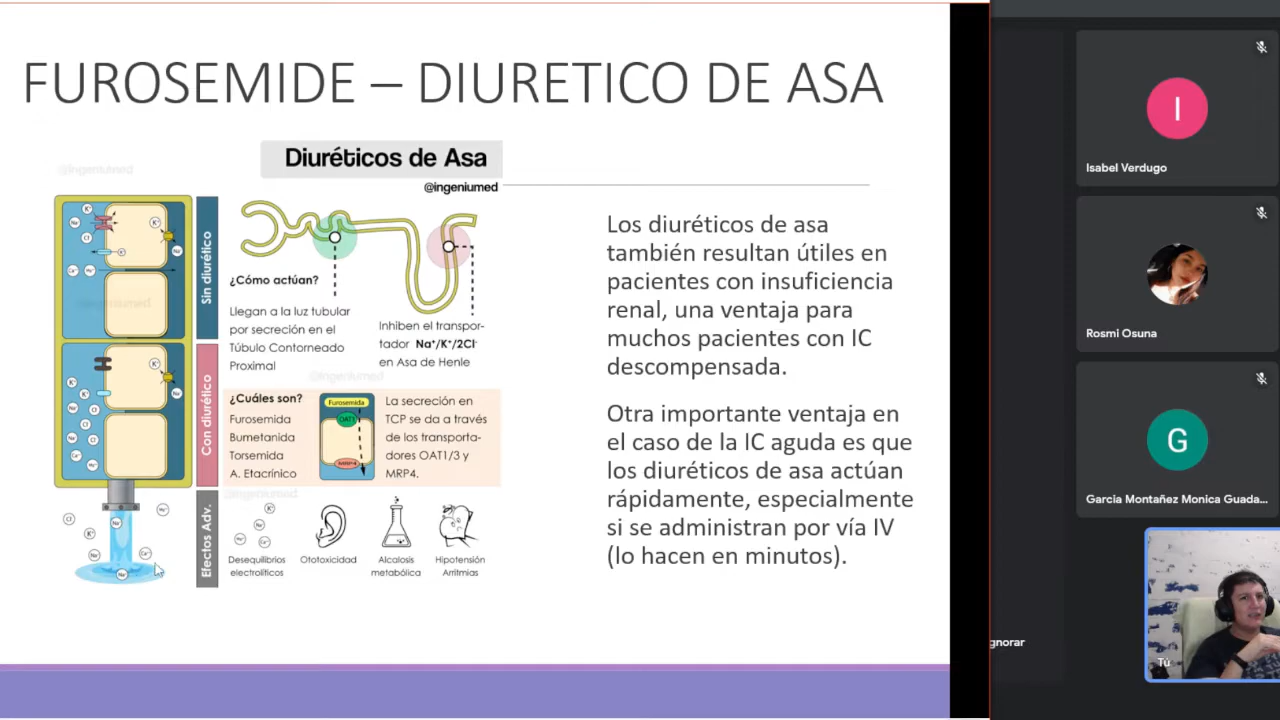 FUROSEMIDE – DIURETICO DE ASA
Diuréticos de Asa
@ingeniumed
@ingeniumed
Sin diurético
Con diurético
Efectos Adv.
¿Cómo actúan?
Llegan a la luz tubular
por secreción en el
Túbulo Contorneado
Proximal
Inhiben el transpor-
tador Na⁺/K⁺/2Cl⁻
en Asa de Henle
@ingeniumed
¿Cuáles son?
Furosemida
Bumetanida
Torsemida
A. Etacrínico
Furosemida
OAT1
MRP4
La secreción en
TCP se da a través
de los transporta-
dores OAT1/3 y
MRP4.
@ingeniumed
Desequilibrios
electrolíticos
Ototoxicidad
Alcalosis
metabólica
Hipotensión
Arritmias
Los diuréticos de asa
también resultan útiles en
pacientes con insuficiencia
renal, una ventaja para
muchos pacientes con IC
descompensada.
Otra importante ventaja en
el caso de la IC aguda es que
los diuréticos de asa actúan
rápidamente, especialmente
si se administran por vía IV
(lo hacen en minutos).
I
Isabel Verdugo
Rosmi Osuna
G
Garcia Montañez Monica Guada...
gnorar
Tú